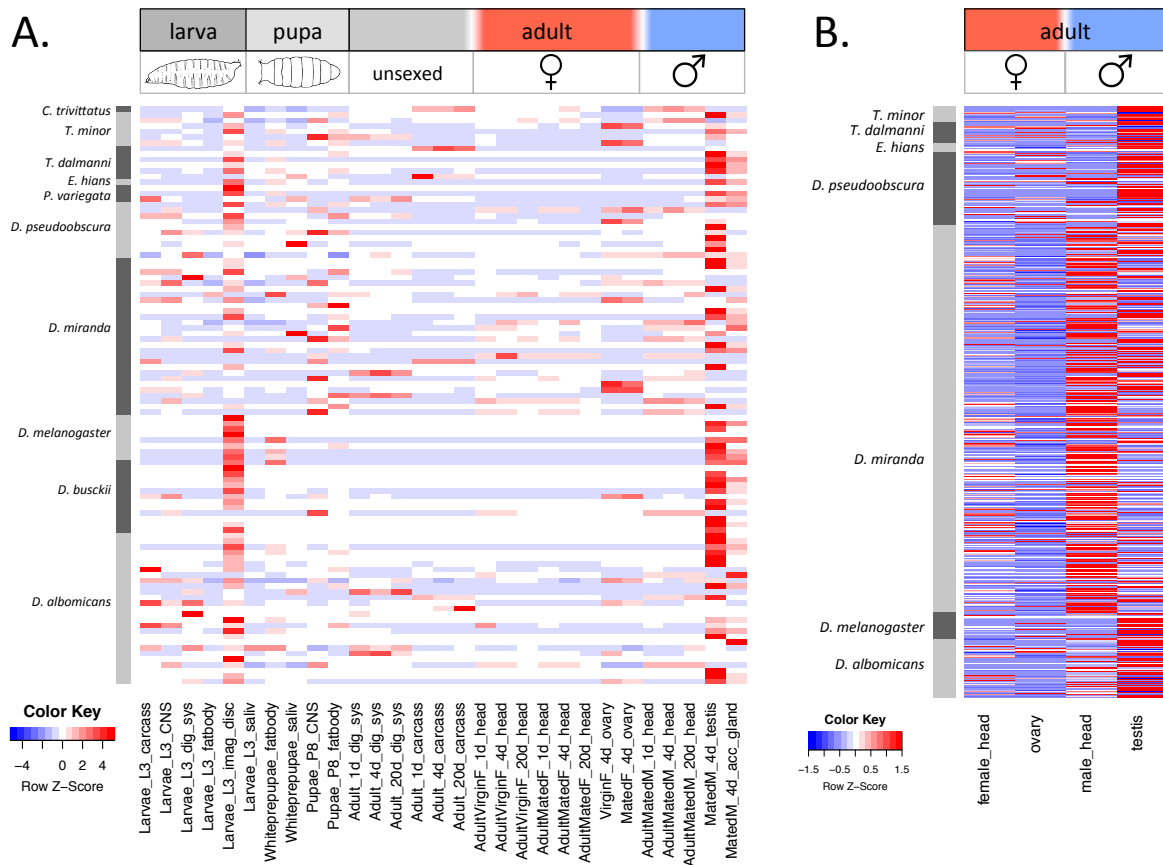 A.
larva pupa adult
unsexed ♀ ♂
C. trivittatus
T. minor
T. dalmanni
E. hians
P. variegata
D. pseudoobscura
D. miranda
D. melanogaster
D. busckii
D. albomicans
Color Key
−4 0 2 4
Row Z−Score
Larvae_L3_carcass
Larvae_L3_CNS
Larvae_L3_dig_sys
Larvae_L3_fatbody
Larvae_L3_imag_disc
Larvae_L3_saliv
Whiteprepupae_fatbody
Whiteprepupae_saliv
Pupae_P8_CNS
Pupae_P8_fatbody
Adult_1d_dig_sys
Adult_4d_dig_sys
Adult_20d_dig_sys
Adult_1d_carcass
Adult_4d_carcass
Adult_20d_carcass
AdultVirginF_1d_head
AdultVirginF_4d_head
AdultVirginF_20d_head
AdultMatedF_1d_head
AdultMatedF_4d_head
AdultMatedF_20d_head
VirginF_4d_ovary
MatedF_4d_ovary
AdultMatedM_1d_head
AdultMatedM_4d_head
AdultMatedM_20d_head
MatedM_4d_testis
MatedM_4d_acc_gland
B.
adult
♀ ♂
T. minor
T. dalmanni
E. hians
D. pseudoobscura
D. miranda
D. melanogaster
D. albomicans
Color Key
−1.5 −0.5 0.5 1.5
Row Z−Score
female_head
ovary
male_head
testis